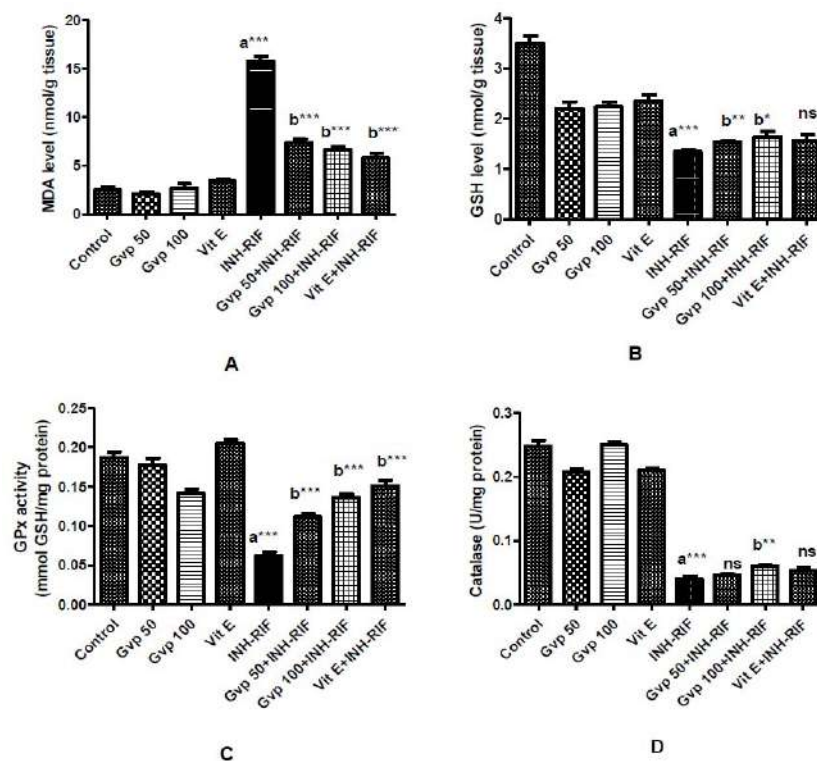 MDA level (nmol/g tissue)
20
15
10
5
0
a***
b***
b***
b***
Control
Gvp 50
Gvp 100
Vit E
INH-RIF
Gvp 50+INH-RIF
Gvp 100+INH-RIF
Vit E+INH-RIF
A
GSH level (nmol/g tissue)
4
3
2
1
0
a***
b**
b*
ns
Control
Gvp 50
Gvp 100
Vit E
INH-RIF
Gvp 50+INH-RIF
Gvp 100+INH-RIF
Vit E+INH-RIF
B
GPx activity
(mmol GSH/mg protein)
0.25
0.20
0.15
0.10
0.05
0.00
a***
b***
b***
b***
Control
Gvp 50
Gvp 100
Vit E
INH-RIF
Gvp 50+INH-RIF
Gvp 100+INH-RIF
Vit E+INH-RIF
C
Catalase (U/mg protein)
0.3
0.2
0.1
0.0
a***
ns
b**
ns
Control
Gvp 50
Gvp 100
Vit E
INH-RIF
Gvp 50+INH-RIF
Gvp 100+INH-RIF
Vit E+INH-RIF
D